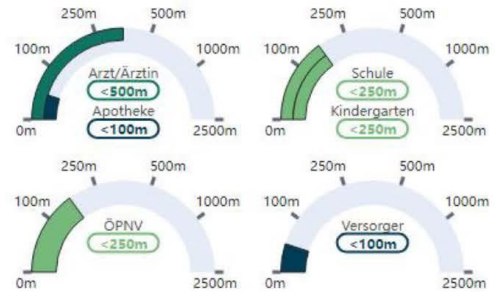 250m 500m
100m 1000m
Arzt/Ärztin
<500m
Apotheke
<100m
0m 2500m
250m 500m
100m 1000m
Schule
<250m
Kindergarten
<250m
0m 2500m
250m 500m
100m 1000m
ÖPNV
<250m
0m 2500m
250m 500m
100m 1000m
Versorger
<100m
0m 2500m